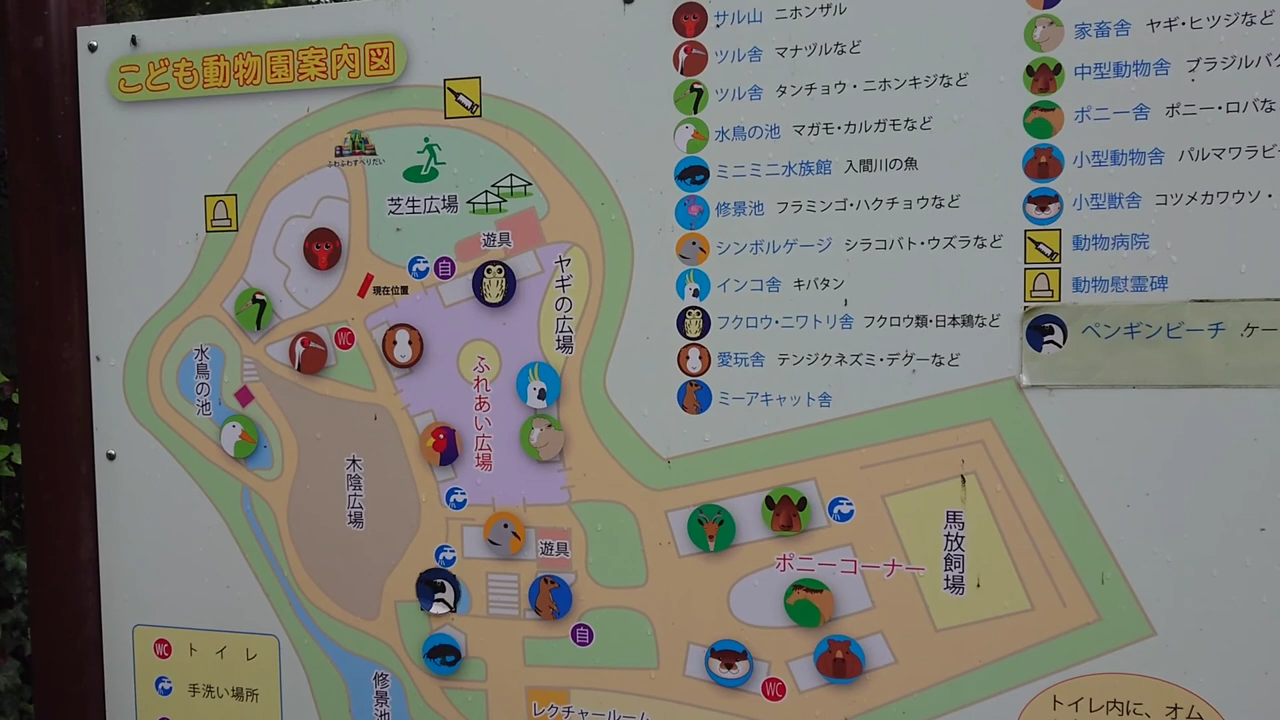 こども動物園案内図
ふわふわすべりだい
芝生広場
遊具
自
現在位置
ヤギの広場
WC
水鳥の池
ふれあい広場
木陰広場
遊具
自
ポニーコーナー
馬放飼場
WC
修景池
レクチャールーム
WC トイレ
手洗い場所
サル山 ニホンザル
ツル舎 マナヅルなど
ツル舎 タンチョウ・ニホンキジなど
水鳥の池 マガモ・カルガモなど
ミニミニ水族館 入間川の魚
修景池 フラミンゴ・ハクチョウなど
シンボルゲージ シラコバト・ウズラなど
インコ舎 キバタン
フクロウ・ニワトリ舎 フクロウ類・日本鶏など
愛玩舎 テンジクネズミ・デグーなど
ミーアキャット舎
家畜舎 ヤギ・ヒツジなど
中型動物舎 ブラジルバク
ポニー舎 ポニー・ロバな
小型動物舎 パルマワラビ
小型獣舎 コツメカワウソ・
動物病院
動物慰霊碑
ペンギンビーチ ケー
トイレ内に、オム